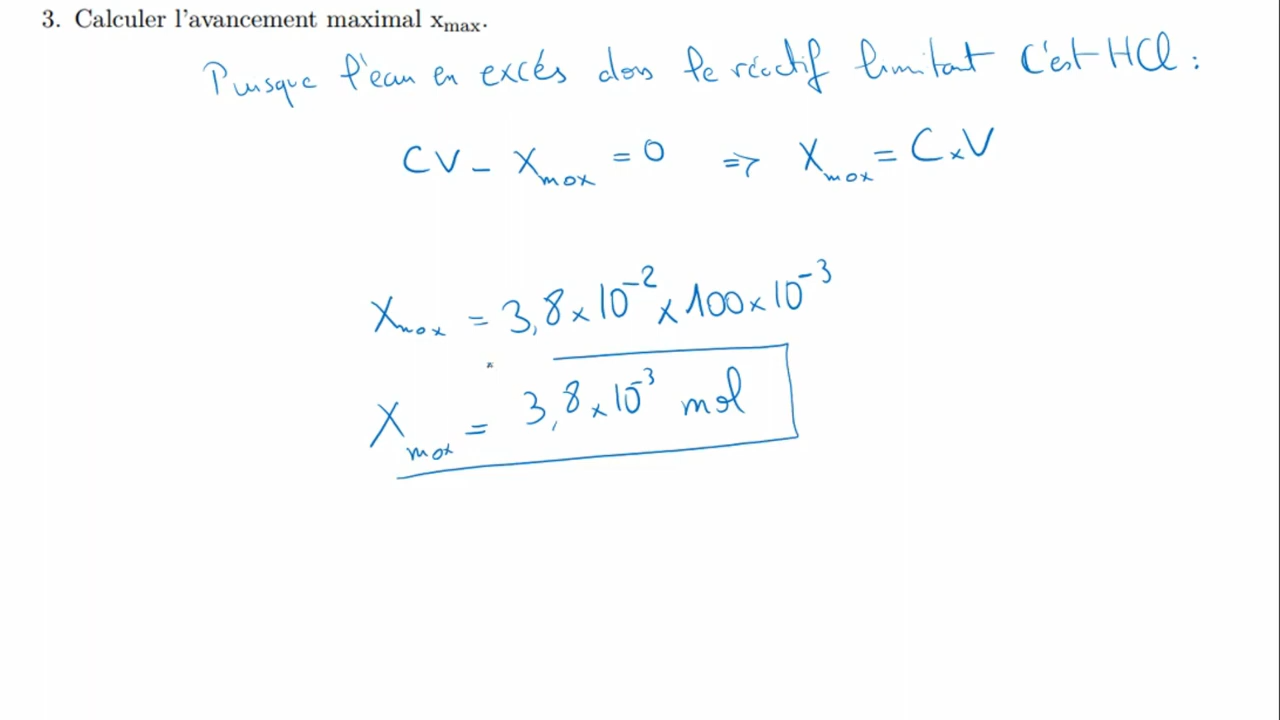 3. Calculer l'avancement maximal xmax.
Puisque l'eau en excés donc le réactif limitant c'est HCl :
CV - Xmax = 0 ⇒ Xmax = C×V
Xmax = 3,8×10⁻² × 100×10⁻³
Xmax = 3,8×10⁻³ mol